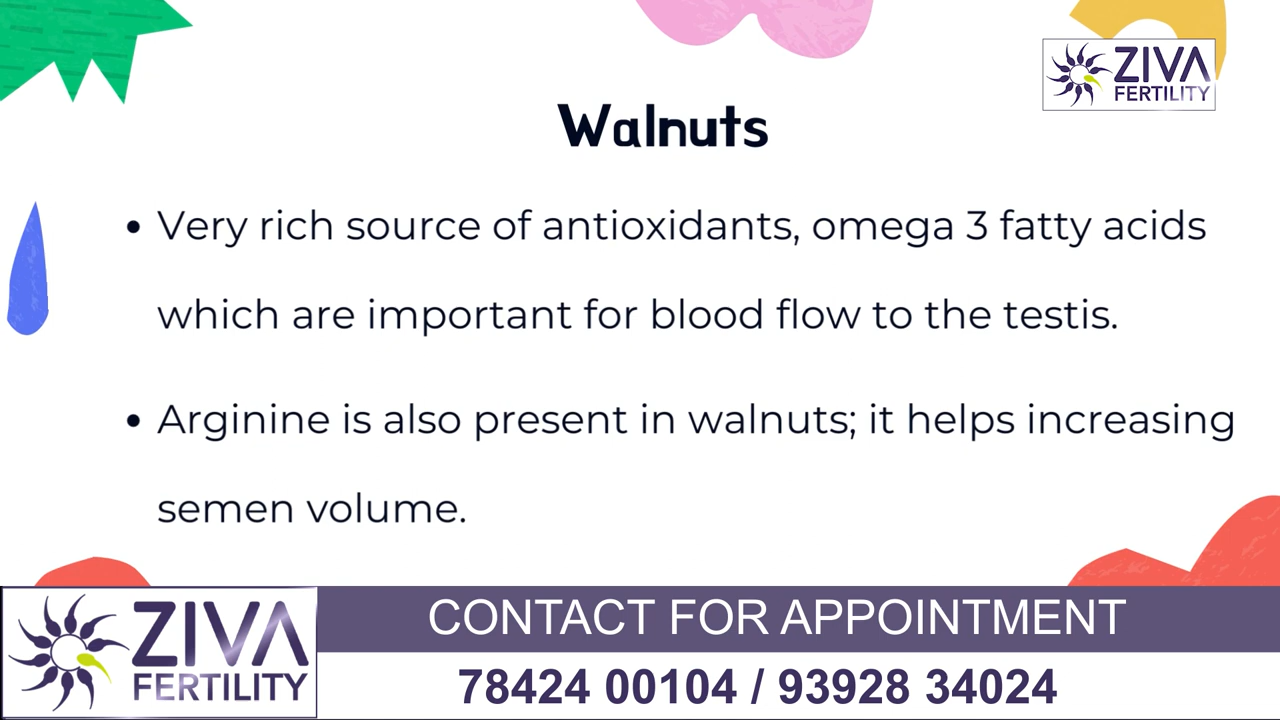 ZIVA
FERTILITY
Walnuts
• Very rich source of antioxidants, omega 3 fatty acids
which are important for blood flow to the testis.
• Arginine is also present in walnuts; it helps increasing
semen volume.
ZIVA
FERTILITY
CONTACT FOR APPOINTMENT
78424 00104 / 93928 34024